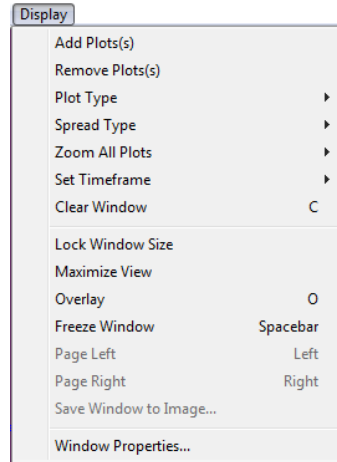 Display
Add Plots(s)
Remove Plots(s)
Plot Type
Spread Type
Zoom All Plots
Set Timeframe
Clear Window C
Lock Window Size
Maximize View
Overlay O
Freeze Window Spacebar
Page Left Left
Page Right Right
Save Window to Image...
Window Properties...